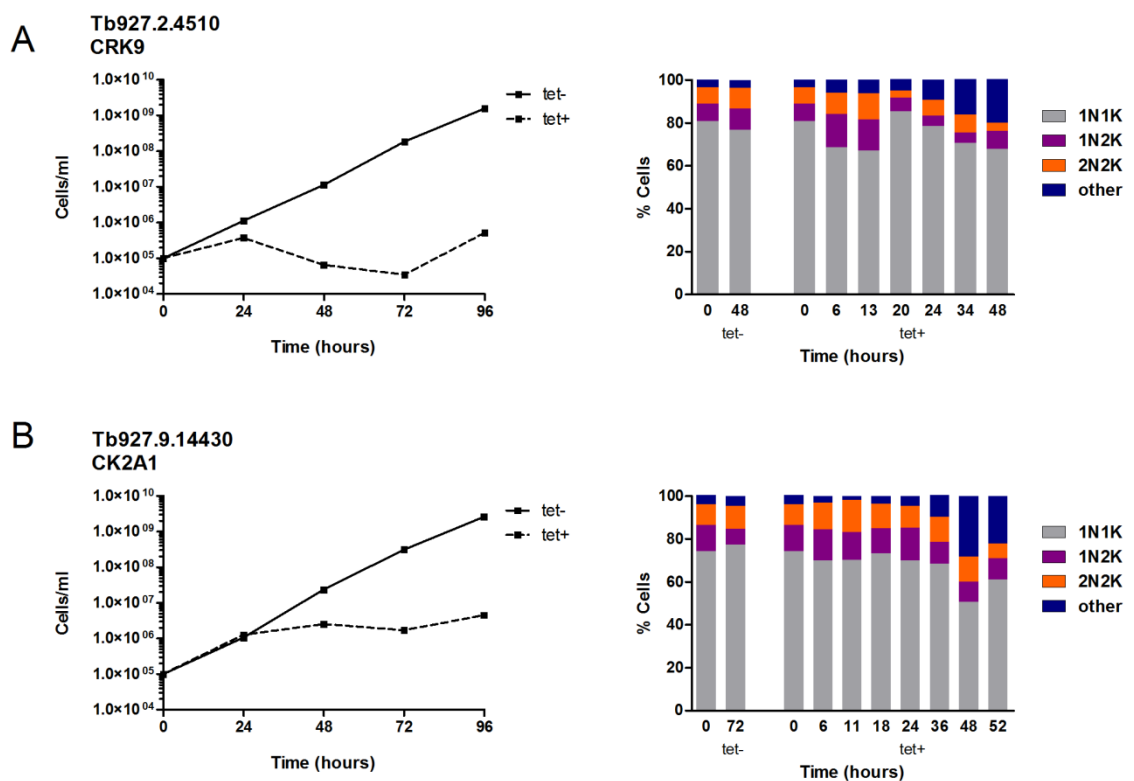 A
Tb927.2.4510
CRK9
Cells/ml
1.0×10 10
1.0×10 09
1.0×10 08
1.0×10 07
1.0×10 06
1.0×10 05
1.0×10 04
0 24 48 72 96
Time (hours)
tet-
tet+
% Cells
100
80
60
40
20
0
0 48 0 6 13 20 24 34 48
tet- tet+
Time (hours)
1N1K
1N2K
2N2K
other
B
Tb927.9.14430
CK2A1
Cells/ml
1.0×10 10
1.0×10 09
1.0×10 08
1.0×10 07
1.0×10 06
1.0×10 05
1.0×10 04
0 24 48 72 96
Time (hours)
tet-
tet+
% Cells
100
80
60
40
20
0
0 72 0 6 11 18 24 36 48 52
tet- tet+
Time (hours)
1N1K
1N2K
2N2K
other